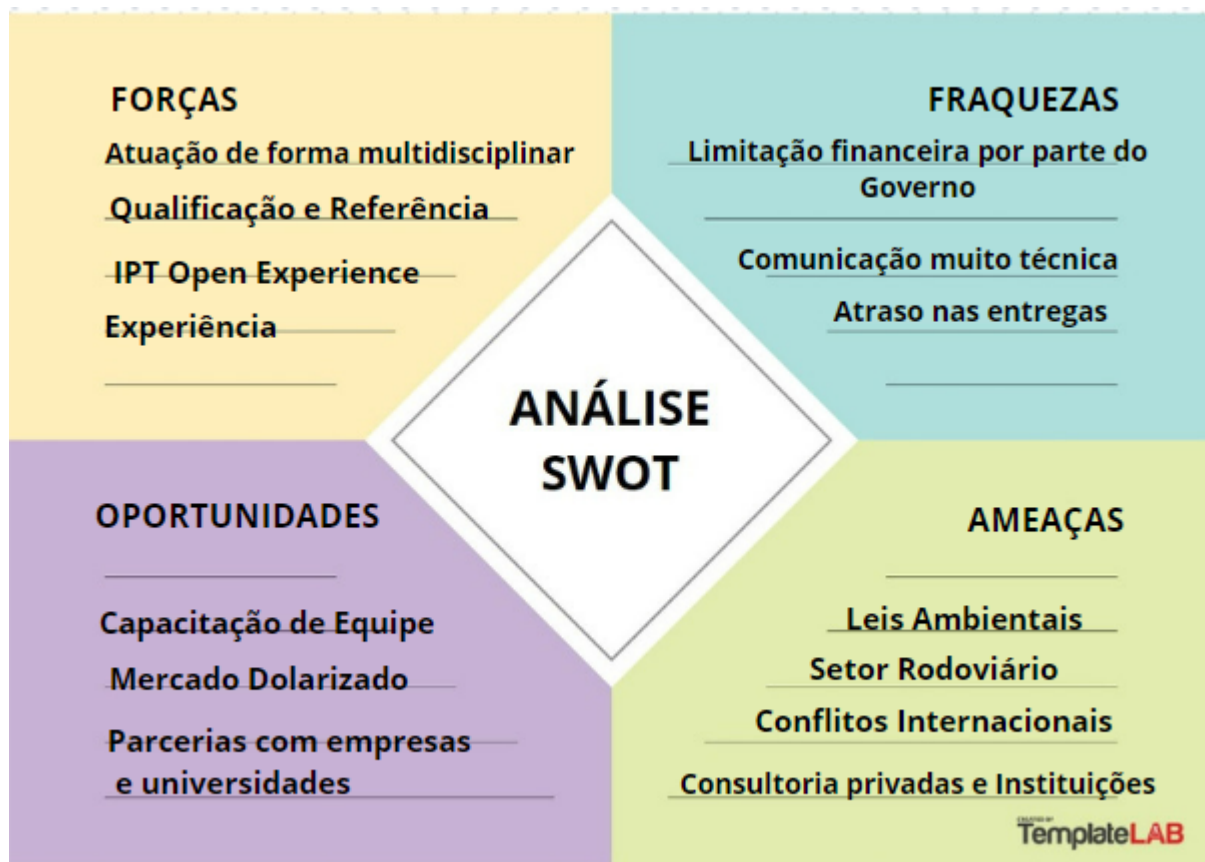 FORÇAS
Atuação de forma multidisciplinar
Qualificação e Referência
IPT Open Experience
Experiência
FRAQUEZAS
Limitação financeira por parte do
Governo
Comunicação muito técnica
Atraso nas entregas
ANÁLISE
SWOT
OPORTUNIDADES
Capacitação de Equipe
Mercado Dolarizado
Parcerias com empresas
e universidades
AMEAÇAS
Leis Ambientais
Setor Rodoviário
Conflitos Internacionais
Consultoria privadas e Instituições
CREATED BY
TemplateLAB